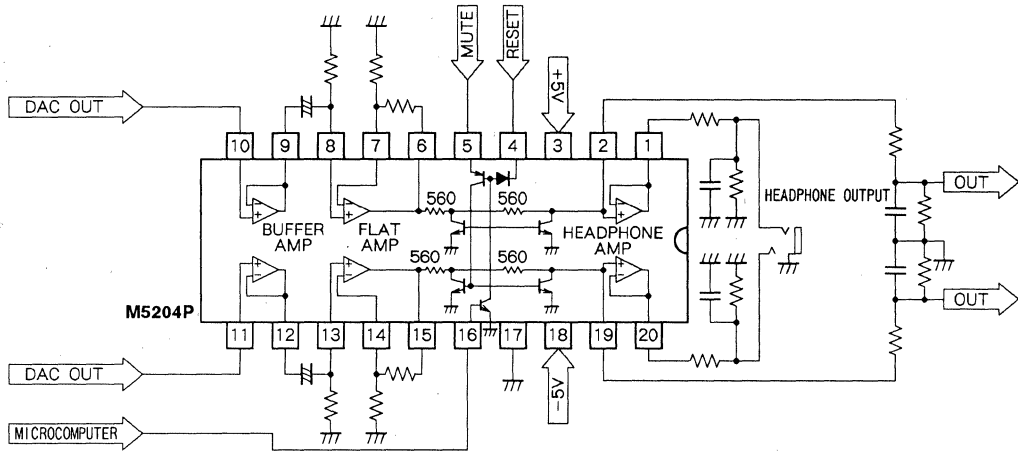 MUTE
RESET
+5V
DAC OUT
10
9
8
7
6
5
4
3
2
1
560
560
HEADPHONE OUTPUT
OUT
BUFFER
AMP
FLAT
AMP
HEADPHONE
AMP
560
560
M5204P
OUT
11
12
13
14
15
16
17
18
19
20
DAC OUT
-5V
MICROCOMPUTER